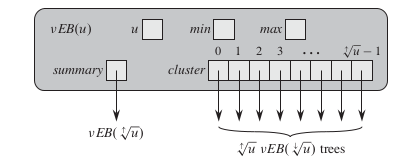 vEB(u) u min max
0 1 2 3 … ↑√u − 1
summary cluster
vEB(↑√u)
↑√u vEB(↓√u) trees